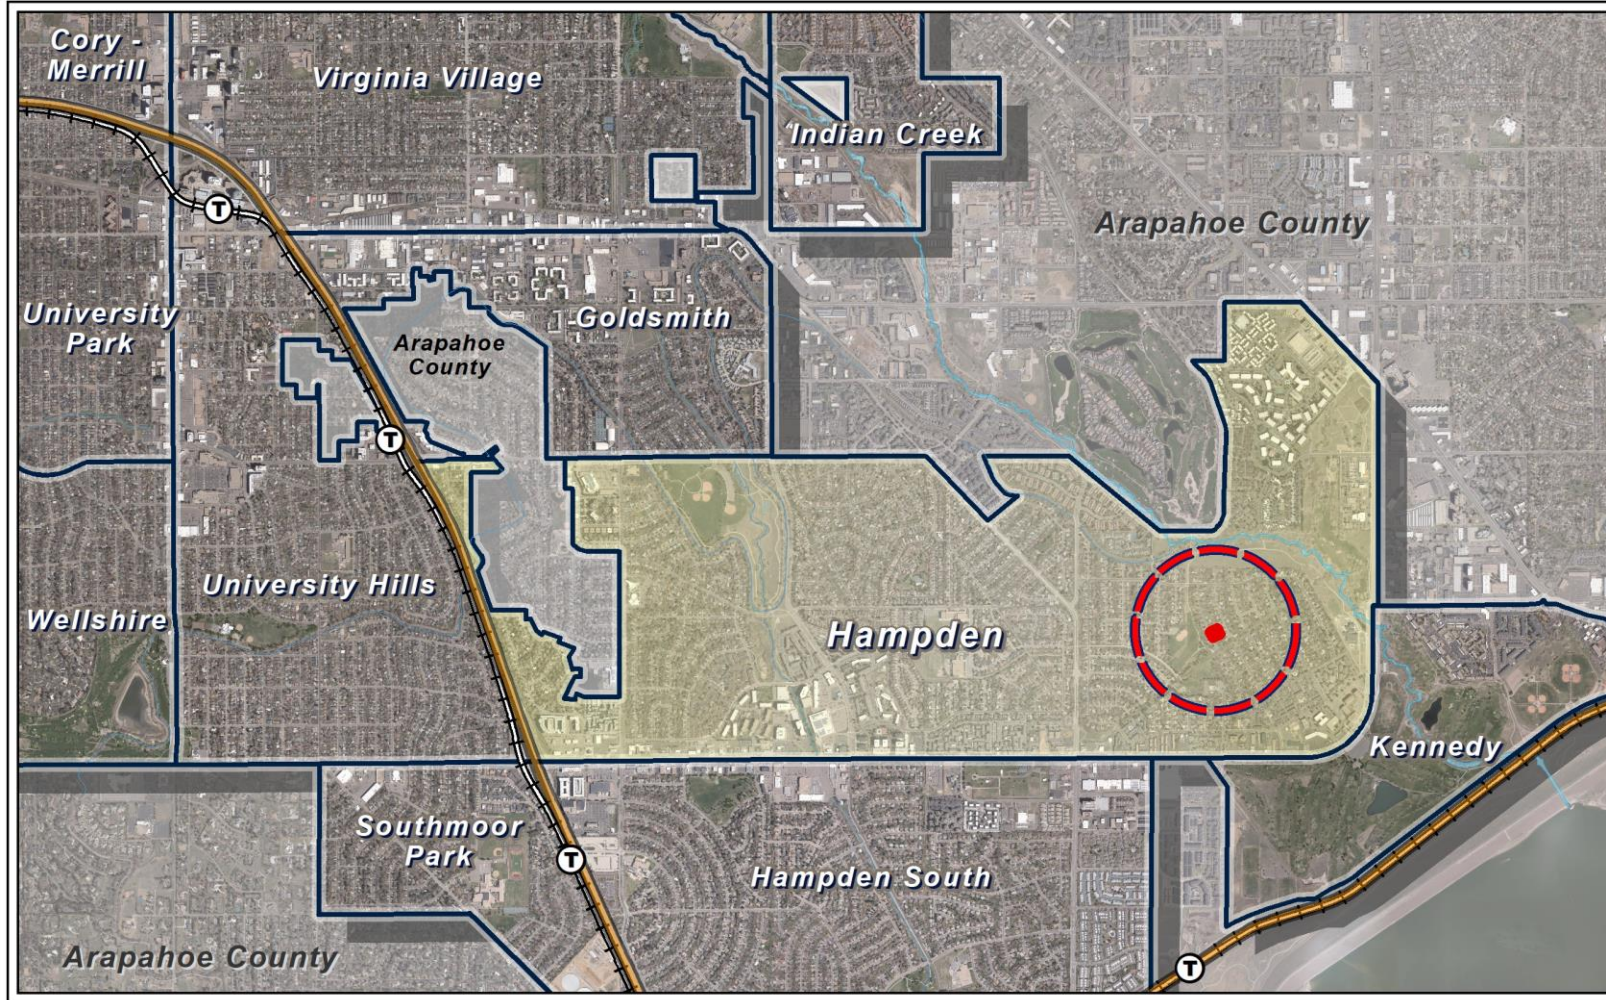 Cory -
Merrill
Virginia Village
Indian Creek
Arapahoe County
University
Park
Arapahoe
County
Goldsmith
T
T
University Hills
Wellshire
Hampden
Kennedy
Southmoor
Park
T
Hampden South
Arapahoe County
T